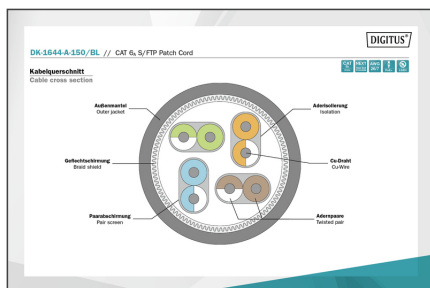 DIGITUS®
DK-1644-A-150/BL // CAT 6A S/FTP Patch Cord
Kabelquerschnitt
Cable cross section
Außenmantel
Outer jacket
Aderisolierung
Isolation
Geflechtschirmung
Braid shield
Cu-Draht
Cu-Wire
Paarabschirmung
Pair screen
Adernpaare
Twisted pair